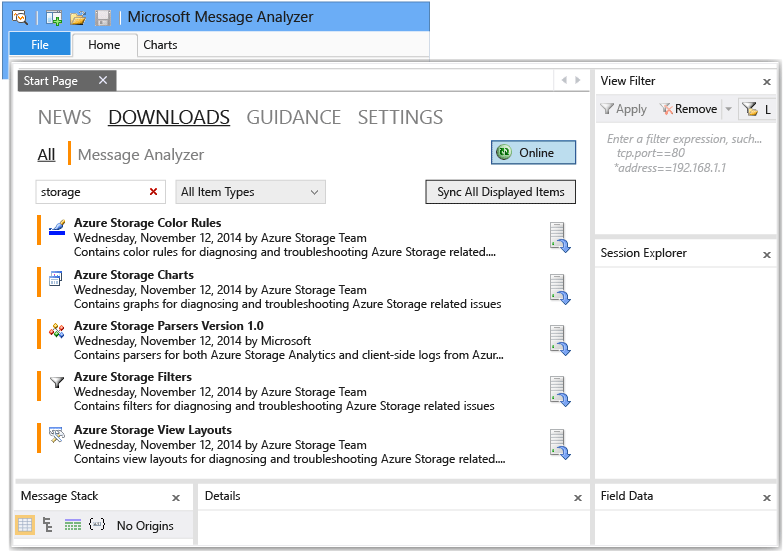 Microsoft Message Analyzer
File Home Charts
Start Page
NEWS DOWNLOADS GUIDANCE SETTINGS
All Message Analyzer
Online
storage
All Item Types
Sync All Displayed Items
Azure Storage Color Rules
Wednesday, November 12, 2014 by Azure Storage Team
Contains color rules for diagnosing and troubleshooting Azure Storage related....
Azure Storage Charts
Wednesday, November 12, 2014 by Azure Storage Team
Contains graphs for diagnosing and troubleshooting Azure Storage related issues
Azure Storage Parsers Version 1.0
Wednesday, November 12, 2014 by Microsoft
Contains parsers for both Azure Storage Analytics and client-side logs from Azur...
Azure Storage Filters
Wednesday, November 12, 2014 by Azure Storage Team
Contains filters for diagnosing and troubleshooting Azure Storage related issues
Azure Storage View Layouts
Wednesday, November 12, 2014 by Azure Storage Team
Contains view layouts for diagnosing and troubleshooting Azure Storage related....
View Filter
Apply Remove L
Enter a filter expression, such...
tcp.port==80
*address==192.168.1.1
Session Explorer
Message Stack
No Origins
Details
Field Data